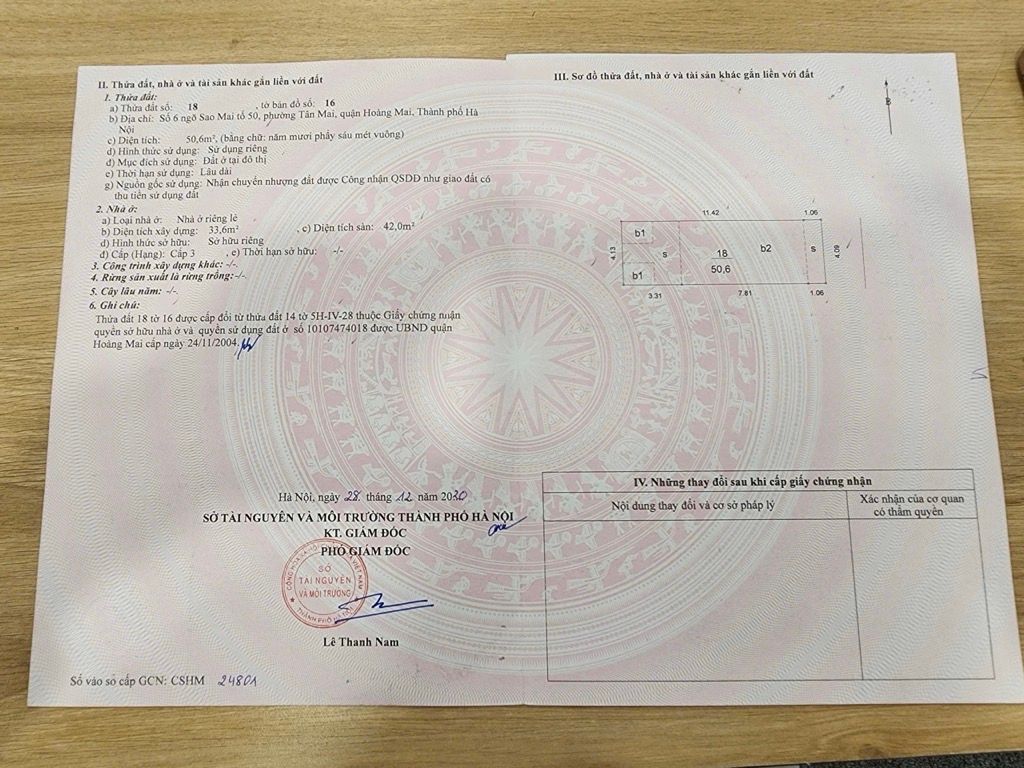 II. Thửa đất, nhà ở và tài sản khác gắn liền với đất
1. Thửa đất:
a) Thửa đất số: 18 , tờ bản đồ số: 16
b) Địa chỉ: Số 6 ngõ Sao Mai tổ 50, phường Tân Mai, quận Hoàng Mai, Thành phố Hà
Nội
c) Diện tích: 50,6m², (bằng chữ: năm mươi phẩy sáu mét vuông)
d) Hình thức sử dụng: Sử dụng riêng
đ) Mục đích sử dụng: Đất ở tại đô thị
e) Thời hạn sử dụng: Lâu dài
g) Nguồn gốc sử dụng: Nhận chuyển nhượng đất được Công nhận QSDĐ như giao đất có
thu tiền sử dụng đất
2. Nhà ở:
a) Loại nhà ở: Nhà ở riêng lẻ
b) Diện tích xây dựng: 33,6m² , c) Diện tích sàn: 42,0m²
d) Hình thức sở hữu: Sở hữu riêng
đ) Cấp (Hạng): Cấp 3 , e) Thời hạn sở hữu: -/-
3. Công trình xây dựng khác: -/-
4. Rừng sản xuất là rừng trồng:-/-
5. Cây lâu năm: -/-
6. Ghi chú:
Thửa đất 18 tờ 16 được cấp đổi từ thửa đất 14 tờ 5H-IV-28 thuộc Giấy chứng nhận
quyền sở hữu nhà ở và quyền sử dụng đất ở số 10107474018 được UBND quận
Hoàng Mai cấp ngày 24/11/2004.
Hà Nội, ngày 28 tháng 12 năm 2020
SỞ TÀI NGUYÊN VÀ MÔI TRƯỜNG THÀNH PHỐ HÀ NỘI
KT. GIÁM ĐỐC
PHÓ GIÁM ĐỐC
SỞ
TÀI NGUYÊN
VÀ MÔI TRƯỜNG
THÀNH PHỐ HÀ NỘI
Lê Thanh Nam
Số vào sổ cấp GCN: CSHM 24801
III. Sơ đồ thửa đất, nhà ở và tài sản khác gắn liền với đất
B
11.42
1.06
4.13
b1
s
18
50,6
b2
s
4.09
b1
3.31
7.81
1.06
IV. Những thay đổi sau khi cấp giấy chứng nhận
Nội dung thay đổi và cơ sở pháp lý
Xác nhận của cơ quan
có thẩm quyền